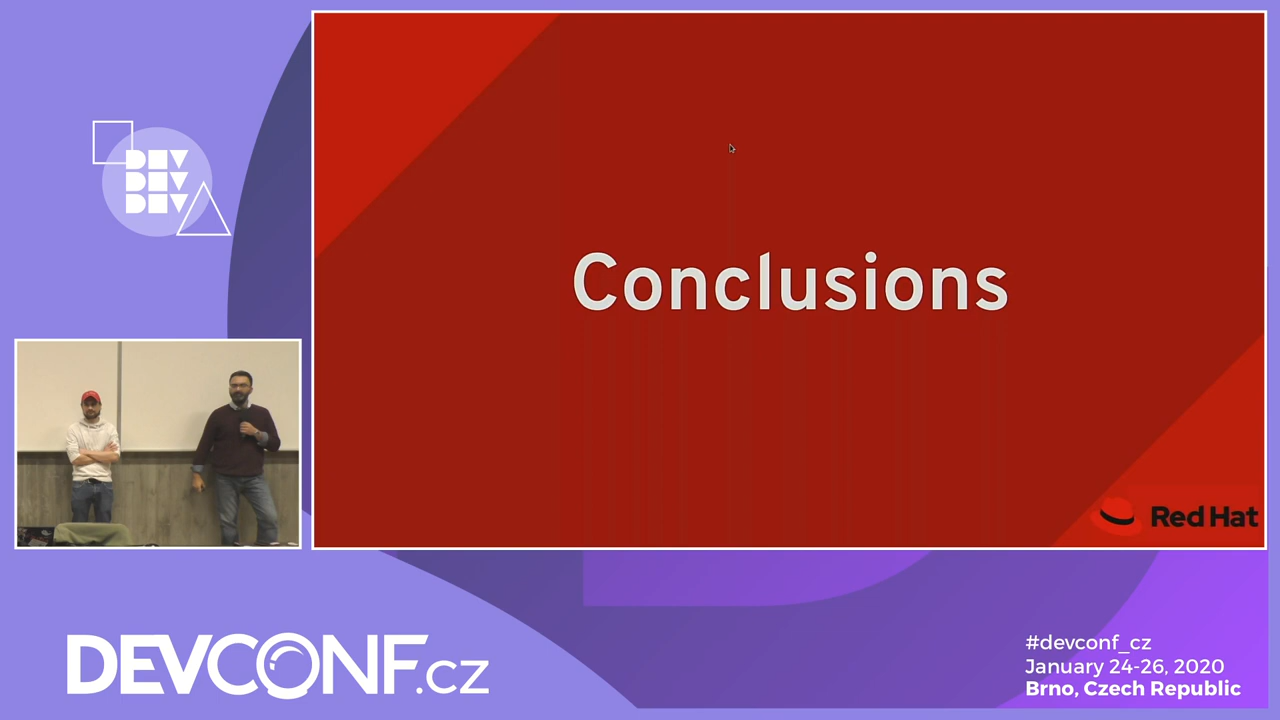 DEV
DEV
DEV
Conclusions
Red Hat
DEVCONF.cz
#devconf_cz
January 24-26, 2020
Brno, Czech Republic